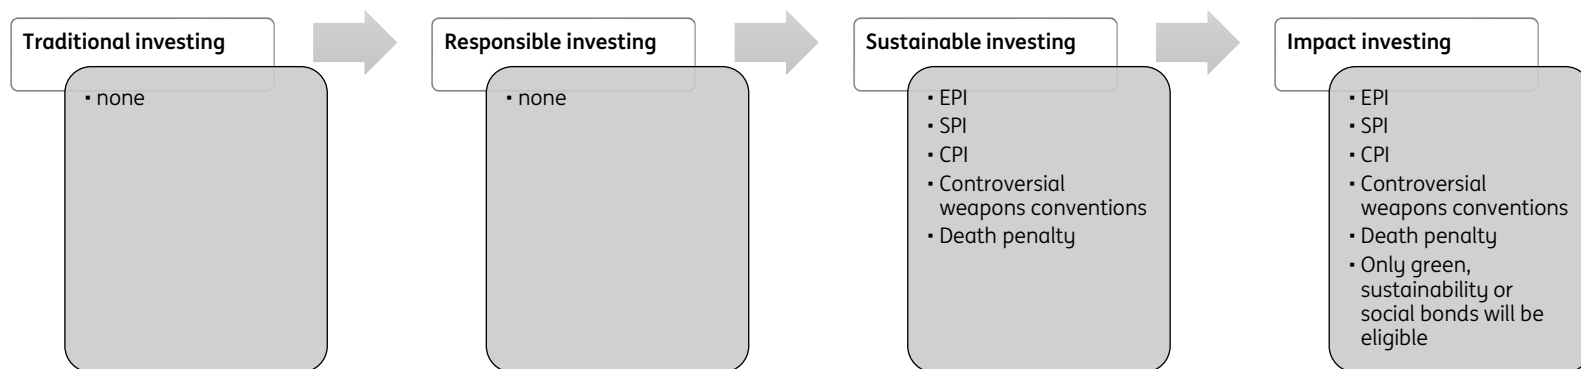 Traditional investing
▪ none
Responsible investing
▪ none
Sustainable investing
▪ EPI
▪ SPI
▪ CPI
▪ Controversial
weapons conventions
▪ Death penalty
Impact investing
▪ EPI
▪ SPI
▪ CPI
▪ Controversial
weapons conventions
▪ Death penalty
▪ Only green,
sustainability or
social bonds will be
eligible